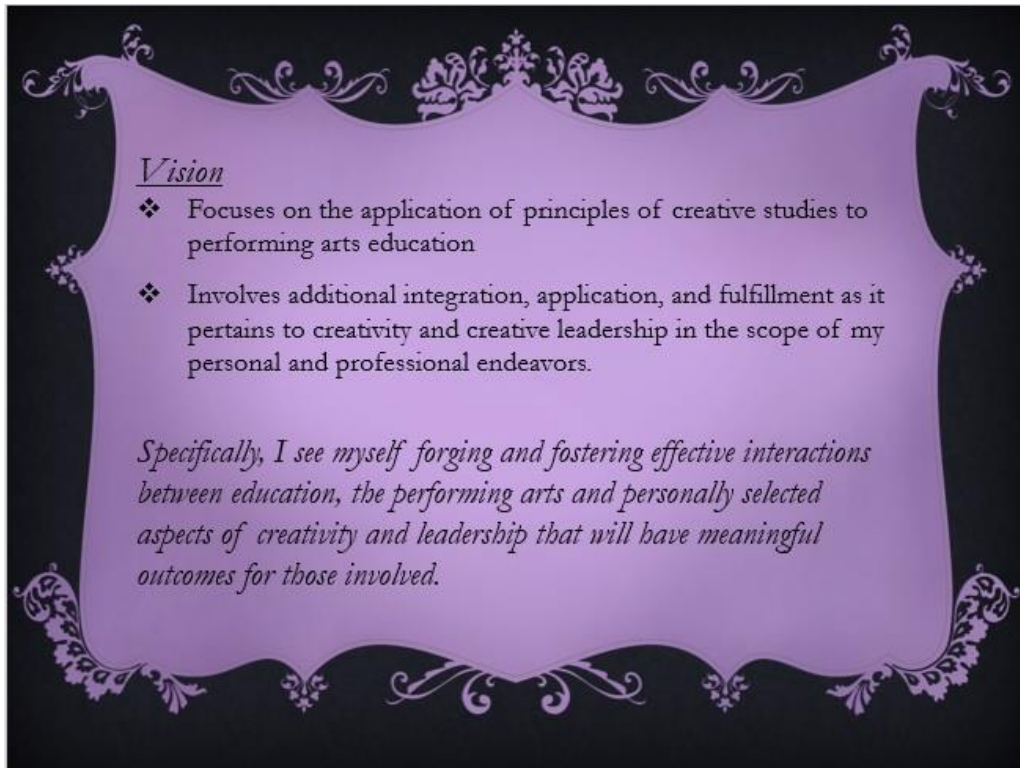 Vision
❖ Focuses on the application of principles of creative studies to
performing arts education
❖ Involves additional integration, application, and fulfillment as it
pertains to creativity and creative leadership in the scope of my
personal and professional endeavors.
Specifically, I see myself forging and fostering effective interactions
between education, the performing arts and personally selected
aspects of creativity and leadership that will have meaningful
outcomes for those involved.